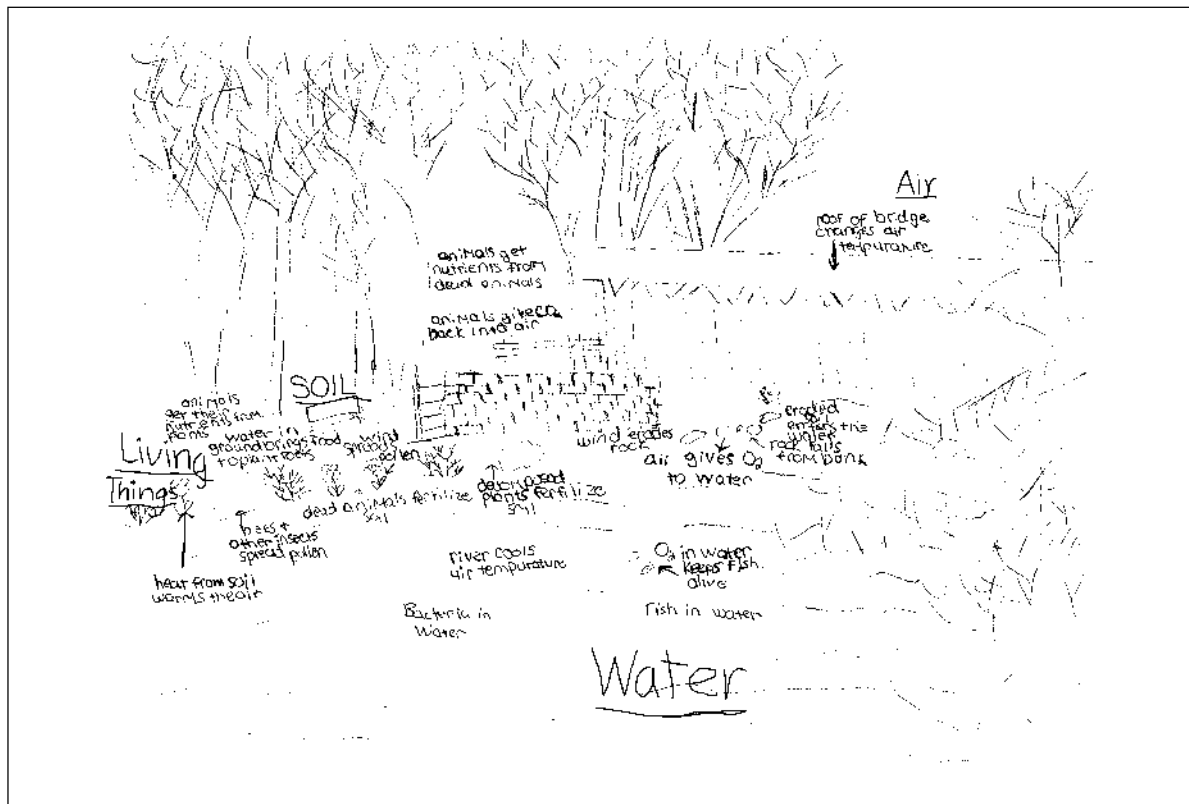 Air
roof of bridge
changes air
tempurature
animals get
nutrients from
dead animals
animals give CO2
back into air
SOIL
animals
get their
nutrients from
plants
Living
Things
water in
ground brings food
to plant roots
wind
spreads
pollen
wind erodes
rock
eroded
soil
enters the
water
rock falls
from bank
air gives O2
to water
dead animals fertilize
soil
decomposed
plants fertilize
soil
bees +
other insects
spread pollen
heat from soil
warms the air
river cools
air tempurature
O2 in water
keeps fish
alive
Bacteria in
Water
Fish in water
Water